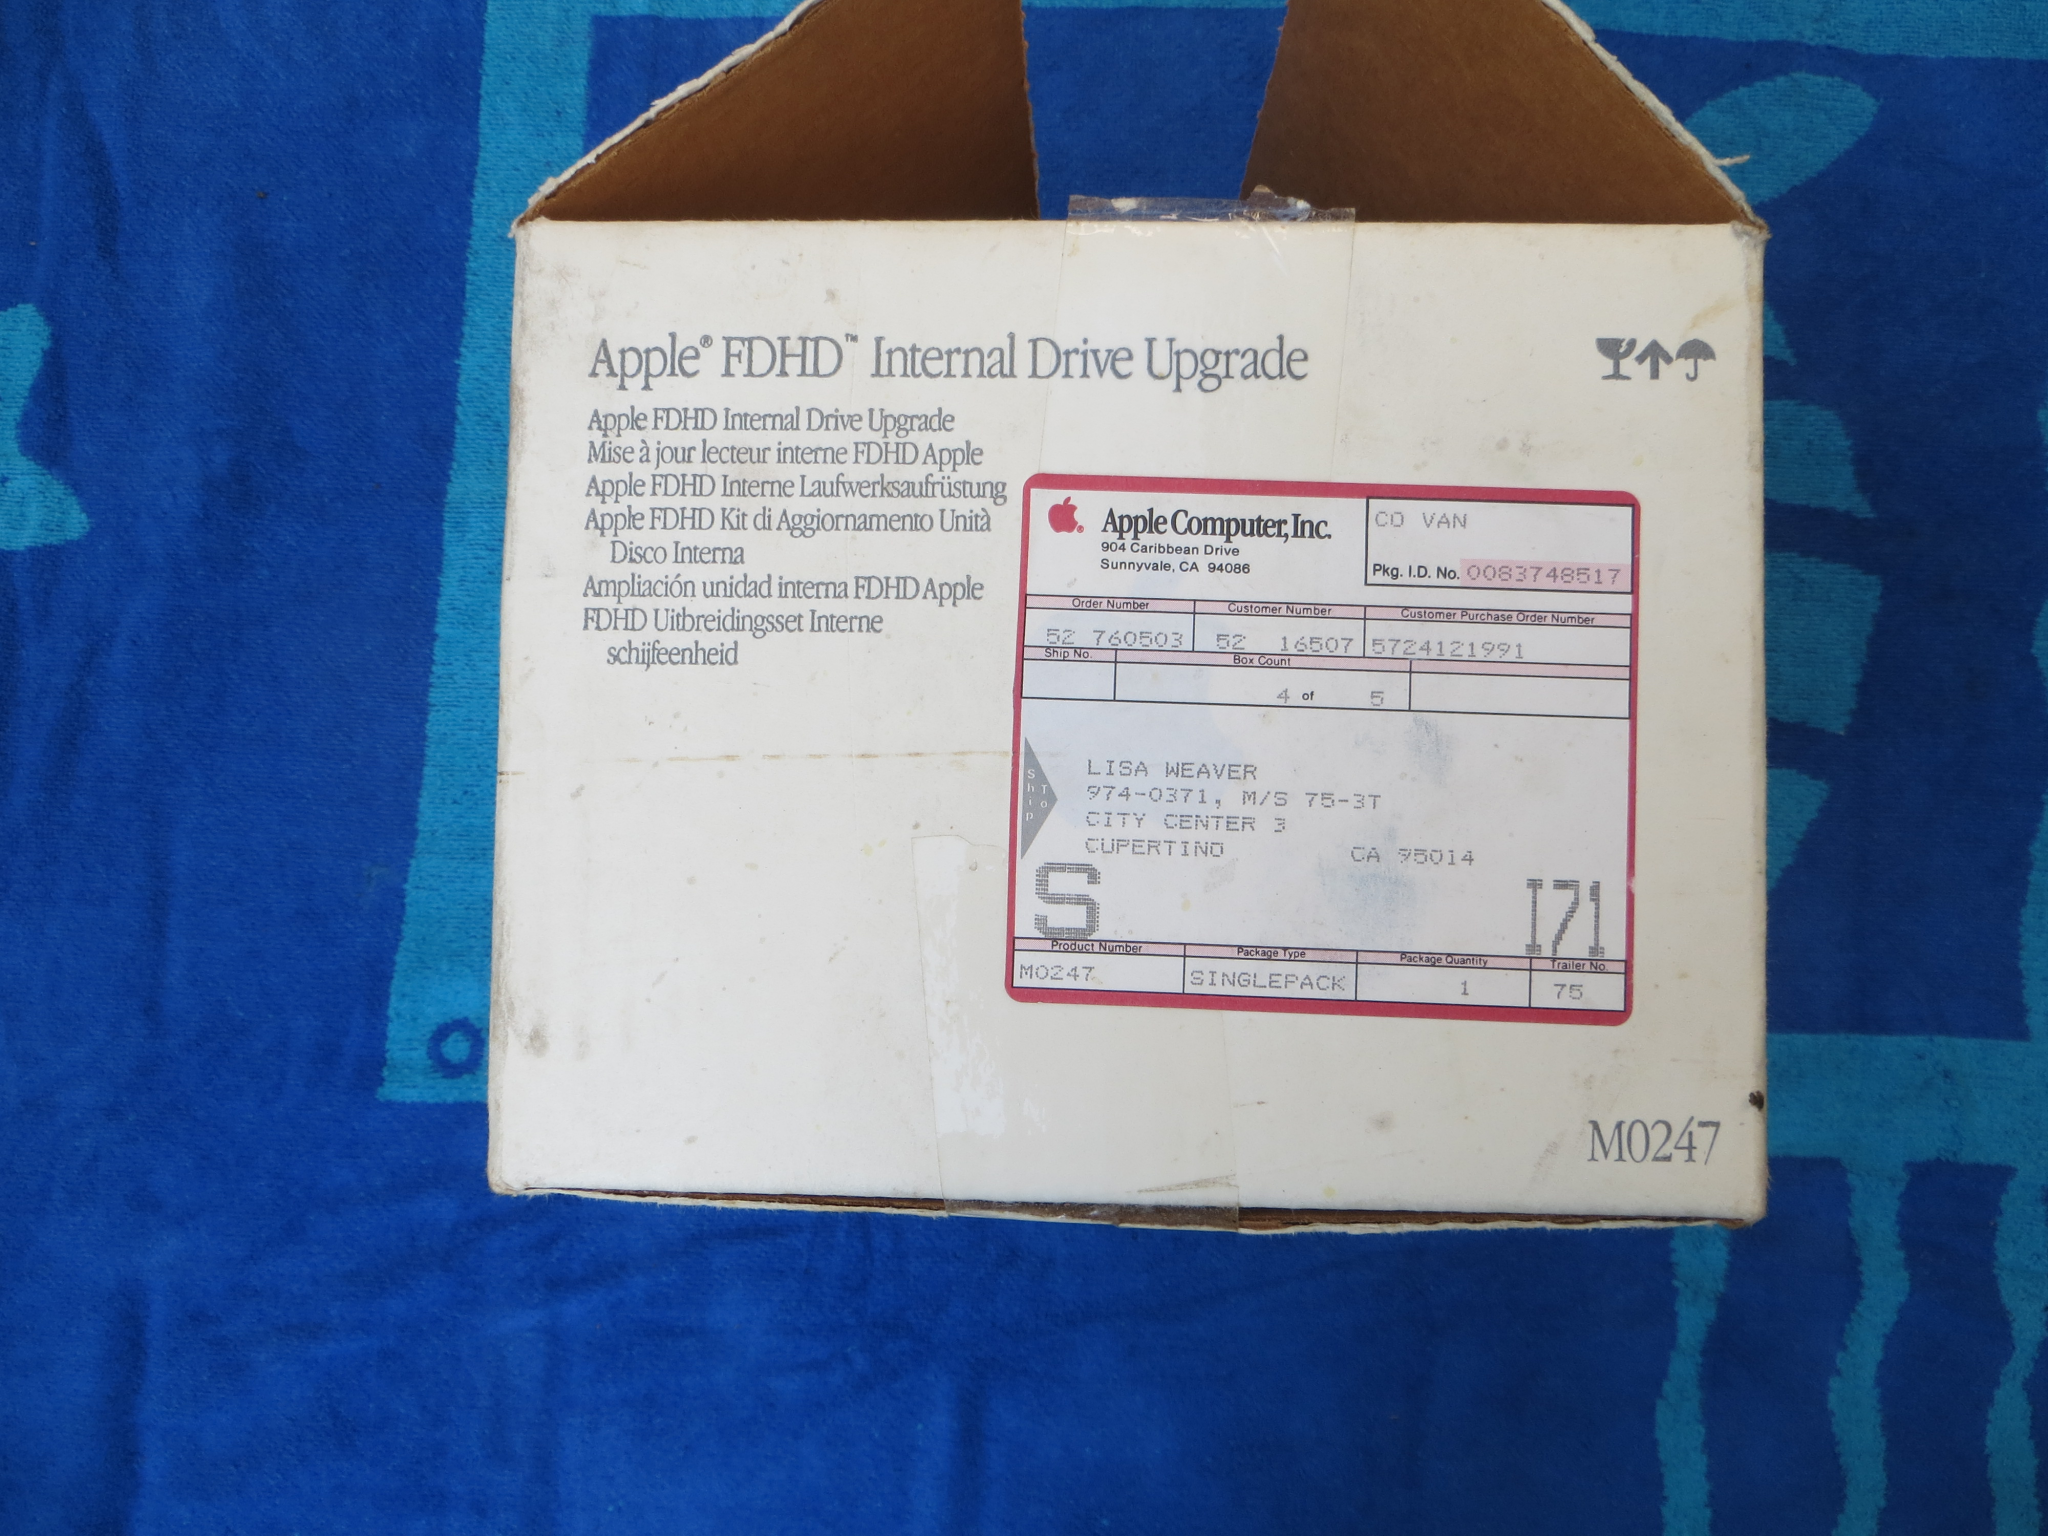 Apple® FDHD™ Internal Drive Upgrade
Apple FDHD Internal Drive Upgrade
Mise à jour lecteur interne FDHD Apple
Apple FDHD Interne Laufwerksaufrüstung
Apple FDHD Kit di Aggiornamento Unità
Disco Interna
Ampliación unidad interna FDHD Apple
FDHD Uitbreidingsset Interne
schijfeenheid
Apple Computer, Inc.
904 Caribbean Drive
Sunnyvale, CA 94086
CO VAN
Pkg. I.D. No. 0083748517
Order Number Customer Number Customer Purchase Order Number
52 760503 52 16507 5724121991
Ship No. Box Count
4 of 5
Ship To
LISA WEAVER
974-0371, M/S 75-3T
CITY CENTER 3
CUPERTINO CA 95014
S I71
Product Number Package Type Package Quantity Trailer No.
M0247 SINGLEPACK 1 75
M0247